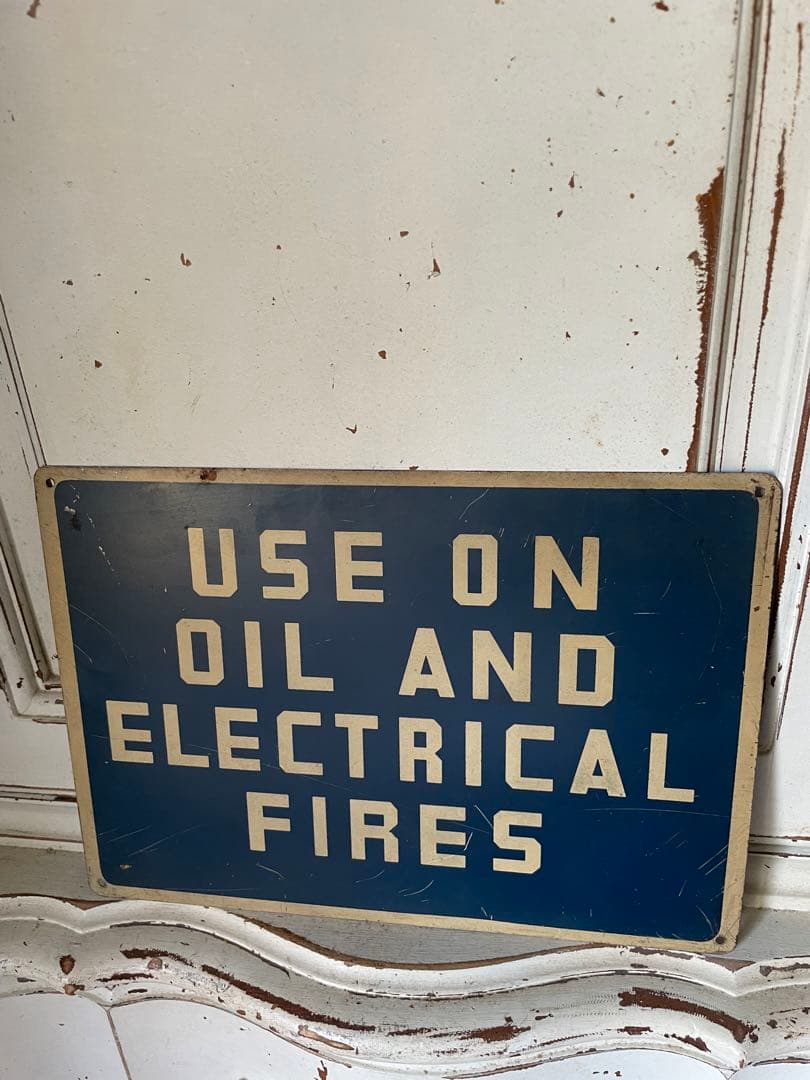 USE ON
OIL AND
ELECTRICAL
FIRES